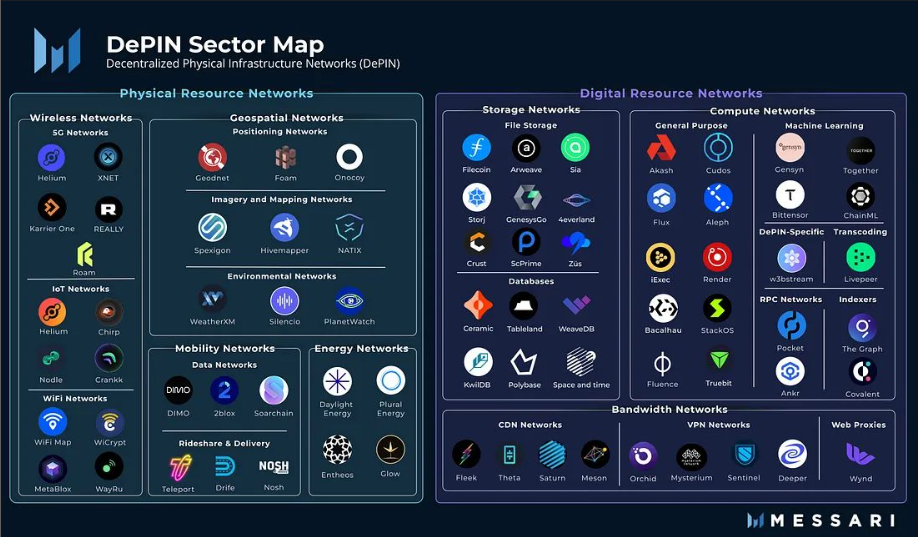 DePIN Sector Map
Decentralized Physical Infrastructure Networks (DePIN)
Physical Resource Networks
Wireless Networks
5G Networks
Helium XNET
Karrier One REALLY
Roam
IoT Networks
Helium Chirp
Nodle Crankk
WiFi Networks
WiFi Map WiCrypt
MetaBlox WayRu
Geospatial Networks
Positioning Networks
Geodnet Foam Onocoy
Imagery and Mapping Networks
Spexigon Hivemapper NATIX
Environmental Networks
WeatherXM Silencio PlanetWatch
Mobility Networks
Data Networks
DIMO
DIMO 2blox Soarchain
Rideshare & Delivery
NOSH
Teleport Drife Nosh
Energy Networks
Daylight Energy Plural Energy
Entheos Glow
Digital Resource Networks
Storage Networks
File Storage
Filecoin Arweave Sia
Storj GenesysGo 4everland
Crust ScPrime Züs
Databases
Ceramic Tableland WeaveDB
KwilDB Polybase Space and time
Compute Networks
General Purpose
Akash Cudos
Flux Aleph
iExec Render
Bacalhau StackOS
Fluence Truebit
Machine Learning
gensyn TOGETHER
Gensyn Together
Bittensor ChainML
DePIN-Specific Transcoding
w3bstream Livepeer
RPC Networks Indexers
Pocket The Graph
Ankr Covalent
Bandwidth Networks
CDN Networks
Fleek Theta Saturn Meson
VPN Networks
Orchid Mysterium Sentinel Deeper
Web Proxies
Wynd
MESSARI